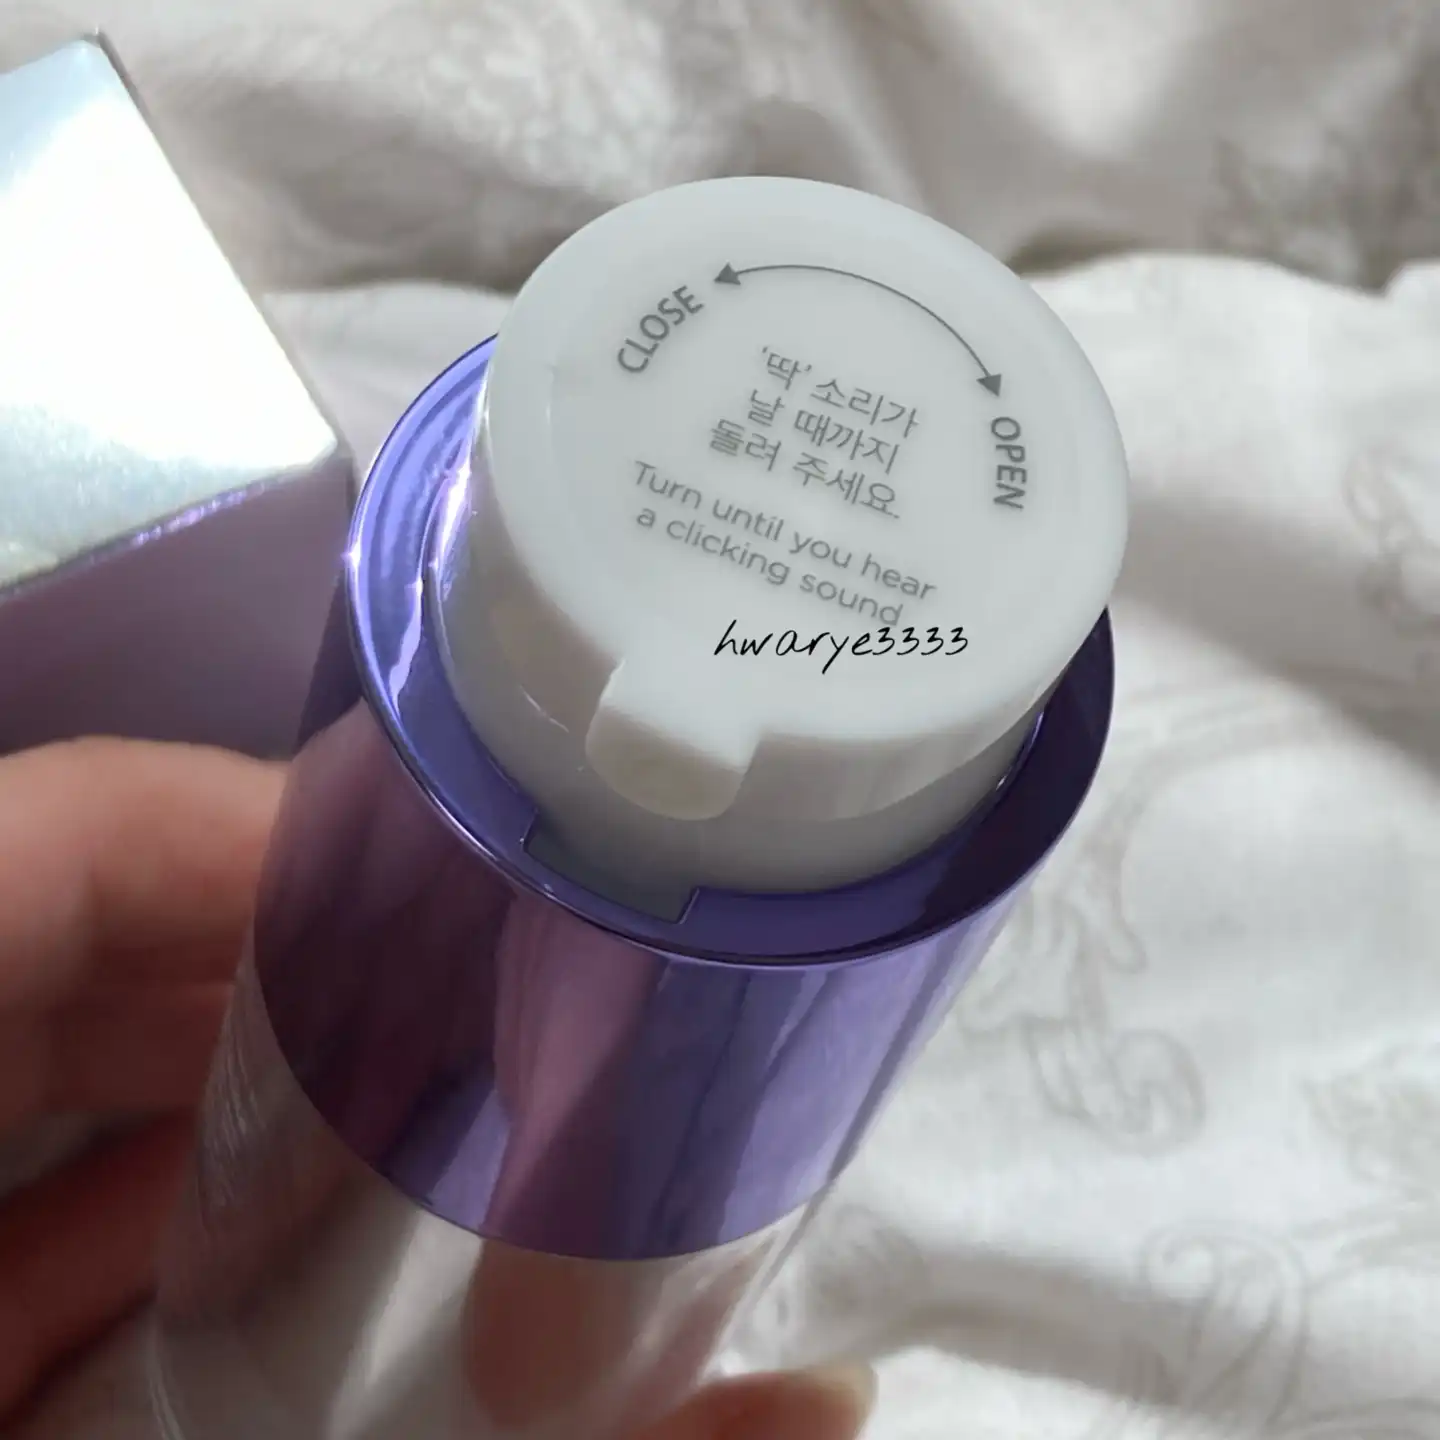 CLOSE
OPEN
'딱' 소리가
날 때까지
돌려 주세요.
Turn until you hear
a clicking sound
hwarye3333